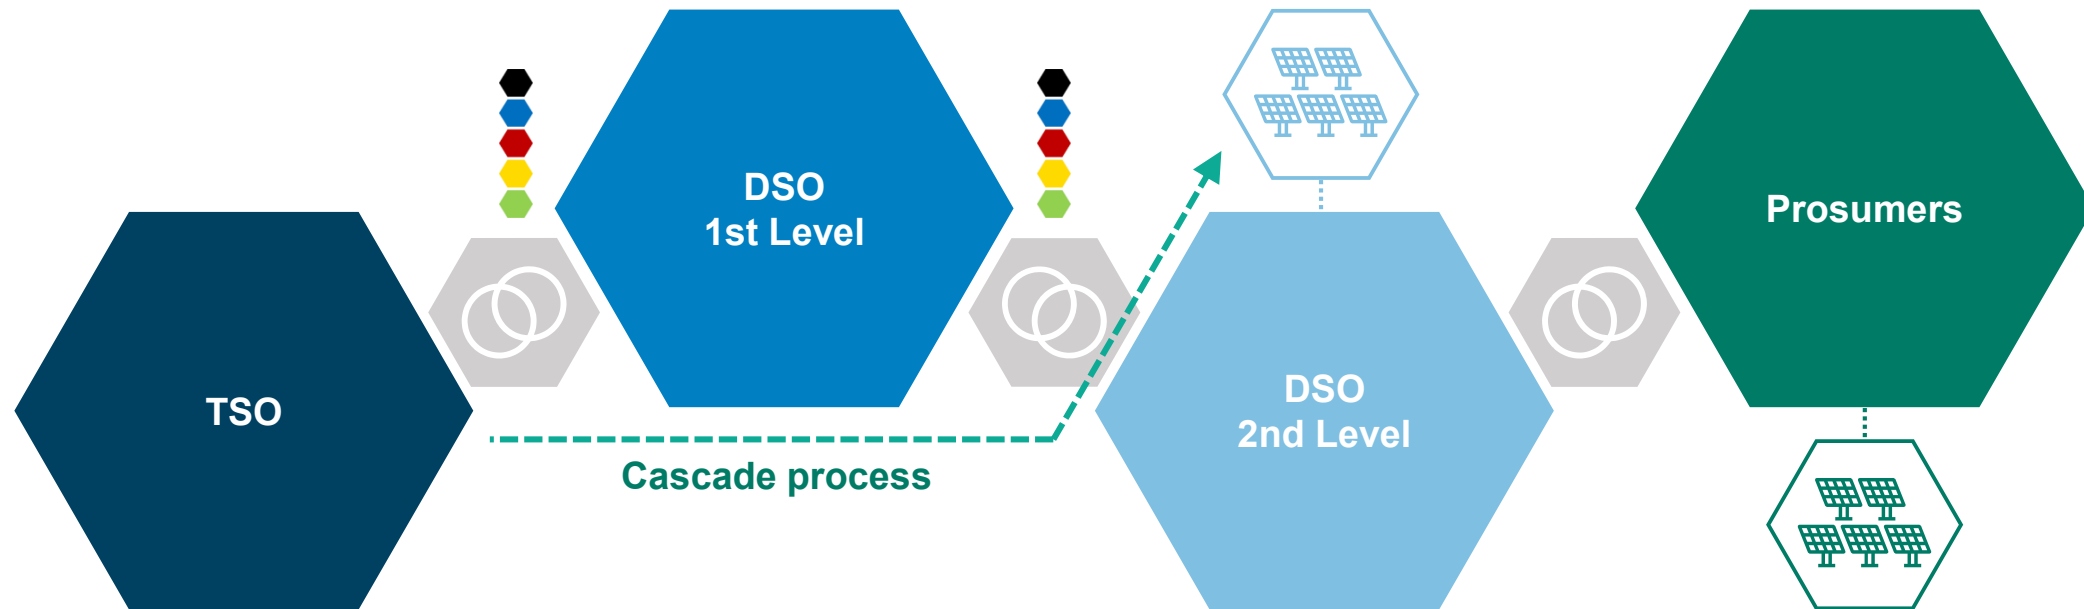 TSO
DSO
1st Level
Cascade process
DSO
2nd Level
Prosumers